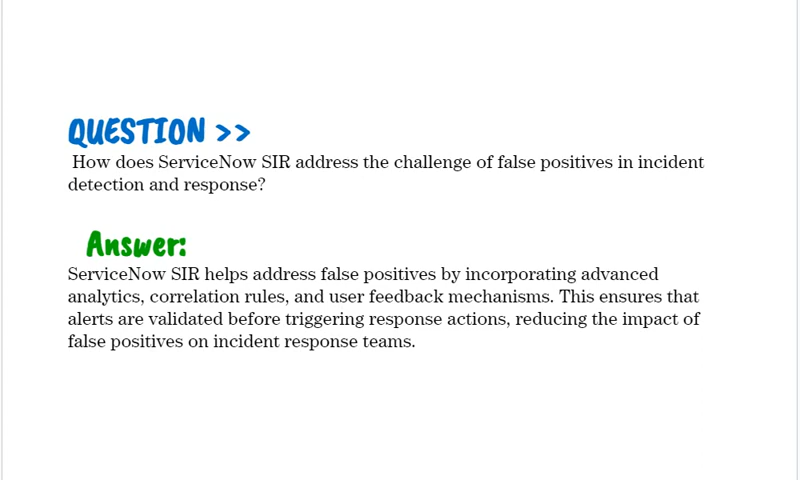 QUESTION >>
How does ServiceNow SIR address the challenge of false positives in incident
detection and response?
Answer:
ServiceNow SIR helps address false positives by incorporating advanced
analytics, correlation rules, and user feedback mechanisms. This ensures that
alerts are validated before triggering response actions, reducing the impact of
false positives on incident response teams.